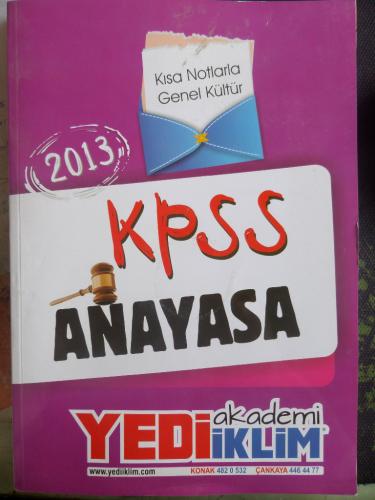 Kısa Notlarla
Genel Kültür
2013
KPSS
ANAYASA
YEDİ akademi
İKLİM
www.yediiklim.com KONAK 482 0 532 ÇANKAYA 446 44 77